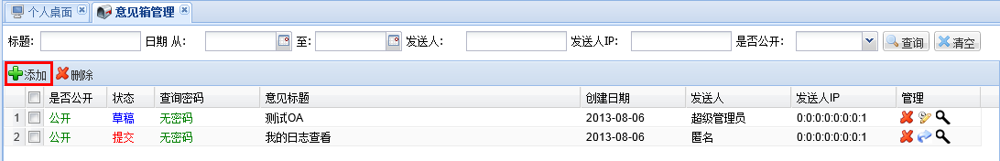 个人桌面 意见箱管理
标题: 日期 从: 至: 发送人: 发送人IP: 是否公开: 查询 清空
添加 删除
是否公开 状态 查询密码 意见标题 创建日期 发送人 发送人IP 管理
1 公开 草稿 无密码 测试OA 2013-08-06 超级管理员 0:0:0:0:0:0:0:1
2 公开 提交 无密码 我的日志查看 2013-08-06 匿名 0:0:0:0:0:0:0:1